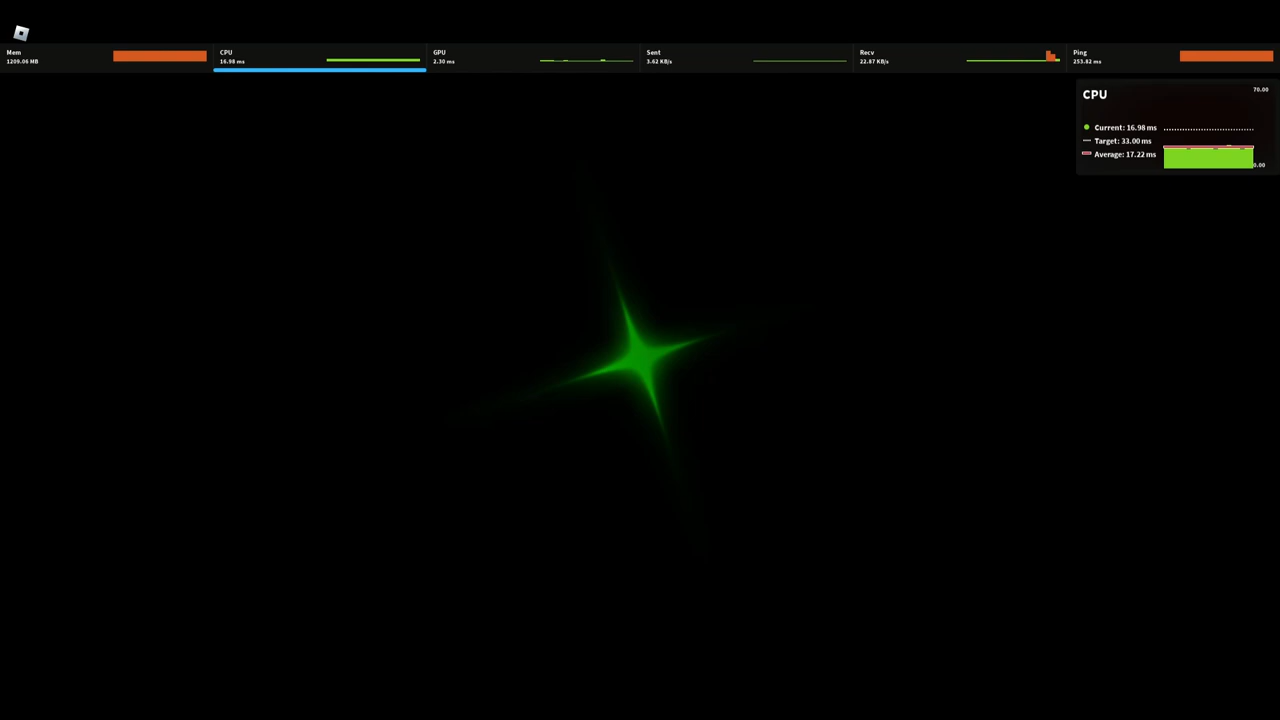 Mem
1209.06 MB
CPU
16.98 ms
GPU
2.30 ms
Sent
3.62 KB/s
Recv
22.87 KB/s
Ping
253.82 ms
CPU
70.00
Current: 16.98 ms
Target: 33.00 ms
Average: 17.22 ms
0.00